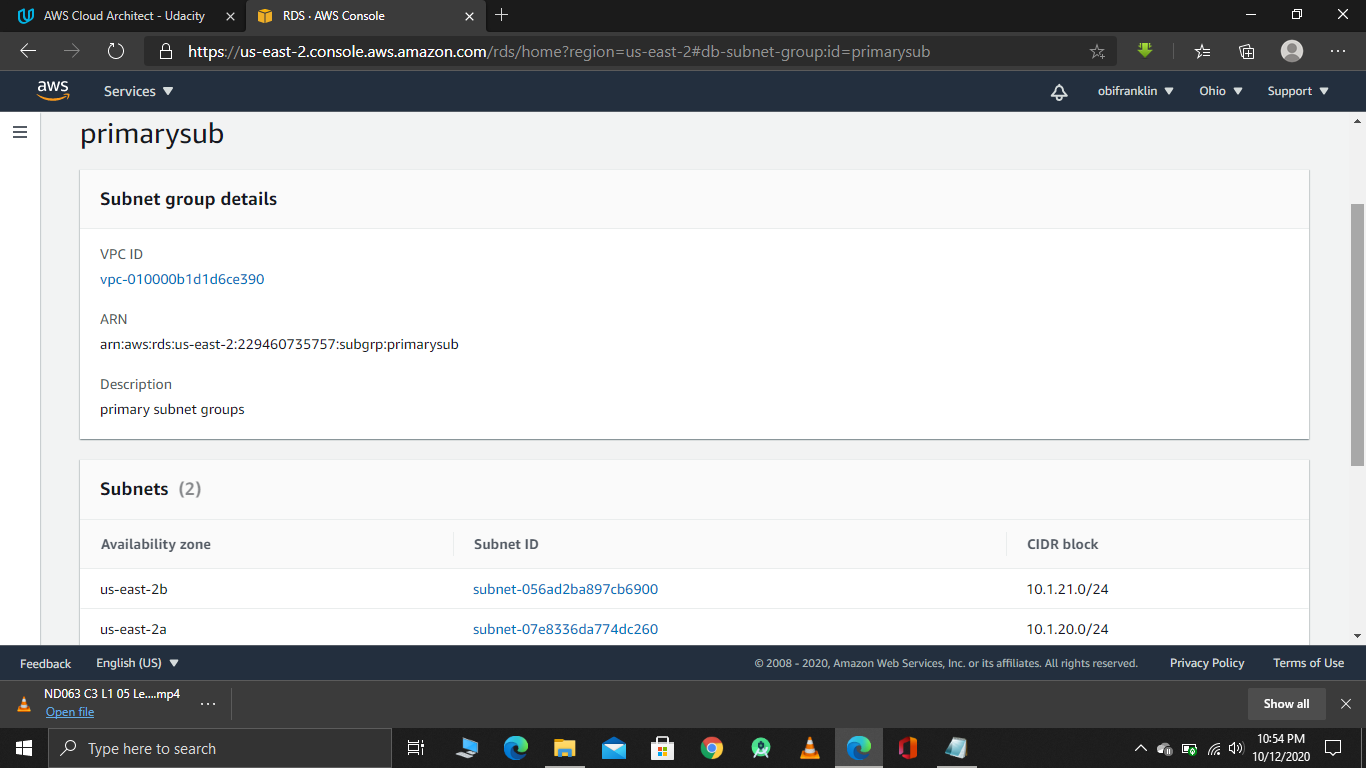 AWS Cloud Architect - Udacity
RDS · AWS Console
https://us-east-2.console.aws.amazon.com/rds/home?region=us-east-2#db-subnet-group:id=primarysub
aws
Services
obifranklin
Ohio
Support
primarysub
Subnet group details
VPC ID
vpc-010000b1d1d6ce390
ARN
arn:aws:rds:us-east-2:229460735757:subgrp:primarysub
Description
primary subnet groups
Subnets (2)
Availability zone Subnet ID CIDR block
us-east-2b subnet-056ad2ba897cb6900 10.1.21.0/24
us-east-2a subnet-07e8336da774dc260 10.1.20.0/24
Feedback English (US) © 2008 - 2020, Amazon Web Services, Inc. or its affiliates. All rights reserved. Privacy Policy Terms of Use
ND063 C3 L1 05 Le....mp4
Open file
Show all
Type here to search
10:54 PM
10/12/2020